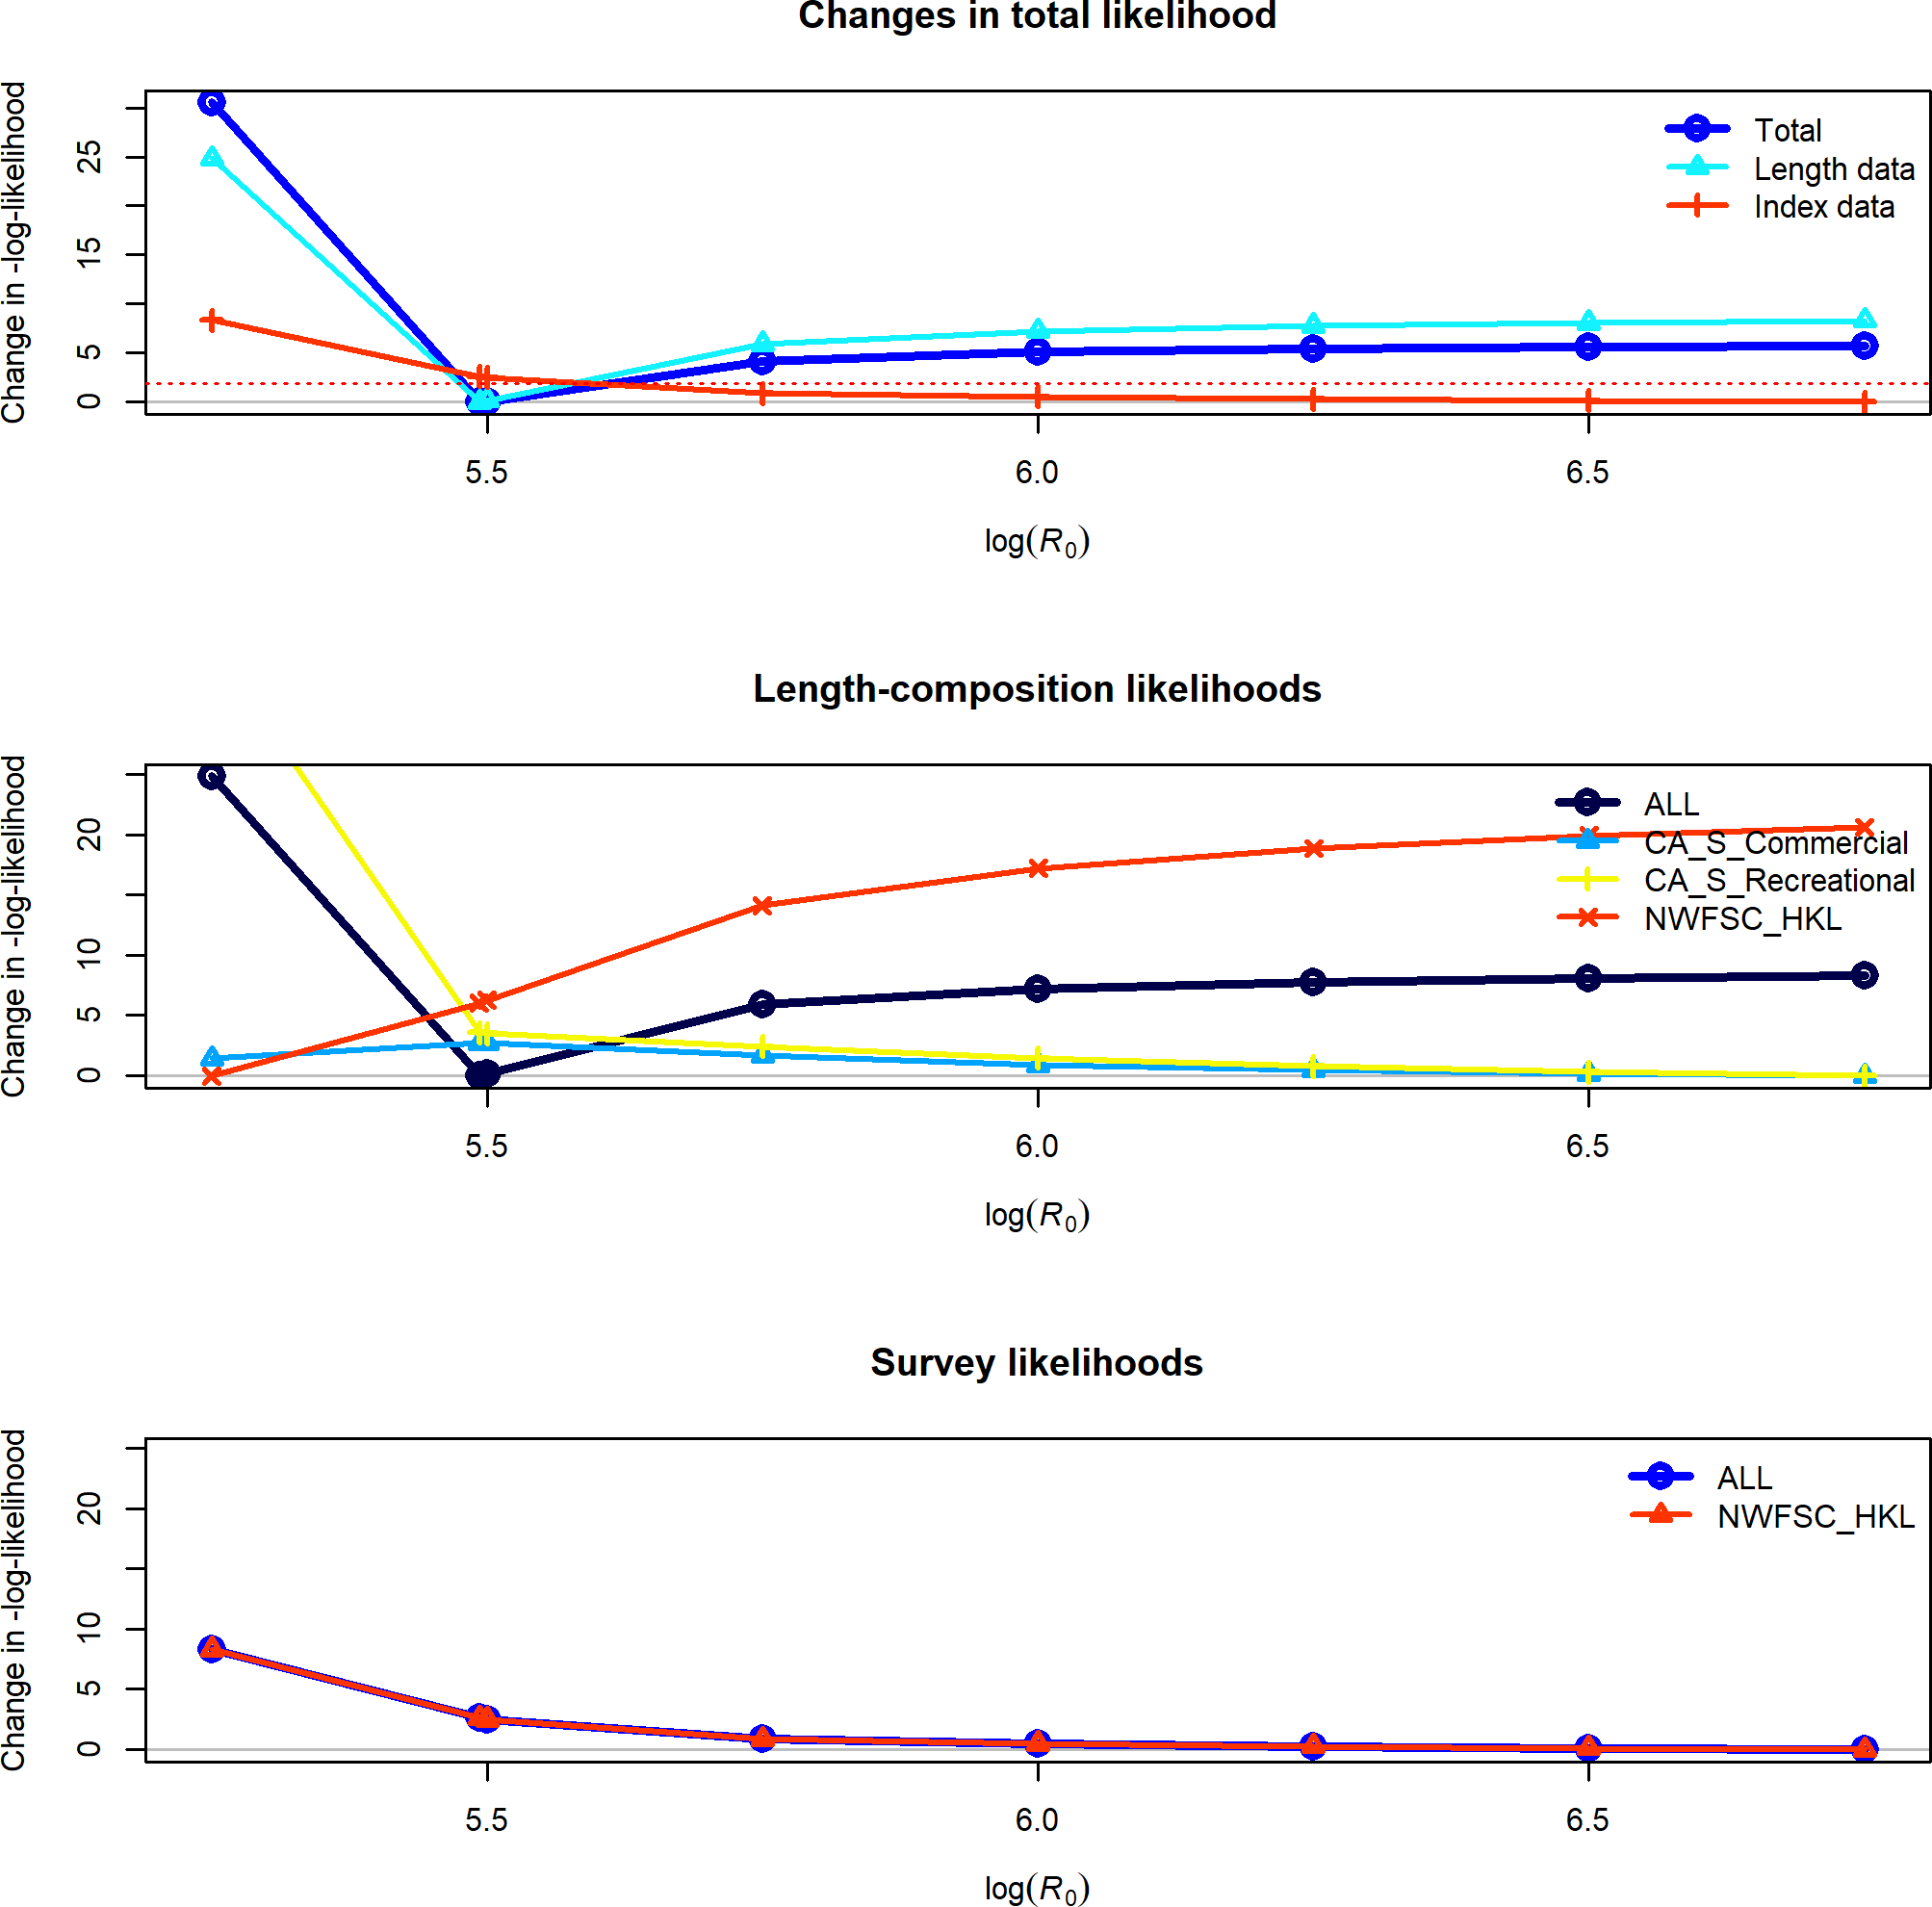 Changes in total likelihood
Change in -log-likelihood
25
15
5
0
Total
Length data
Index data
5.5 6.0 6.5
log(R0)
Length-composition likelihoods
Change in -log-likelihood
20
10
5
0
ALL
CA_S_Commercial
CA_S_Recreational
NWFSC_HKL
5.5 6.0 6.5
log(R0)
Survey likelihoods
Change in -log-likelihood
20
10
5
0
ALL
NWFSC_HKL
5.5 6.0 6.5
log(R0)